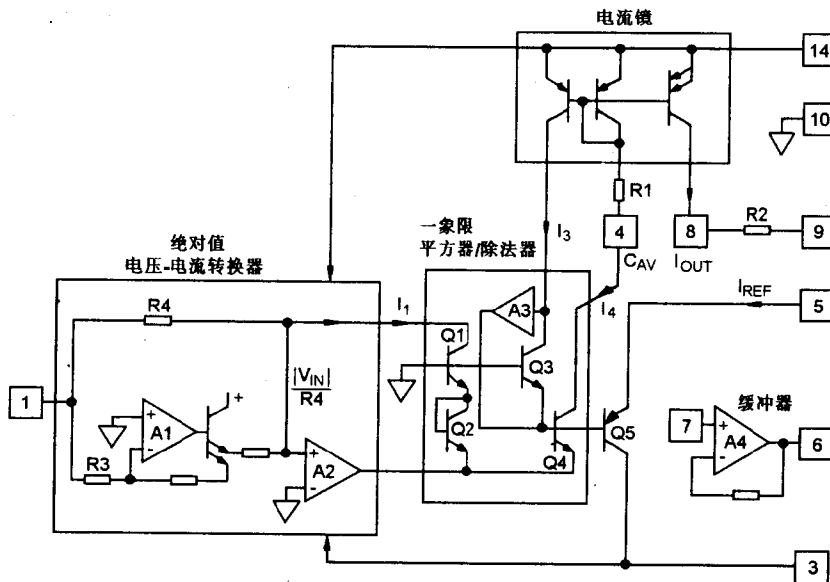 电流镜
14
10
R1
绝对值
电压-电流转换器
一象限
平方器/除法器
I3
4
CAV
8
IOUT
R2
9
IREF
5
R4
I1
A3
I4
Q1
Q3
1
|VIN|
R4
+
+
A1
-
R3
+
A2
-
Q2
Q4
Q5
缓冲器
7
+
A4
-
6
3